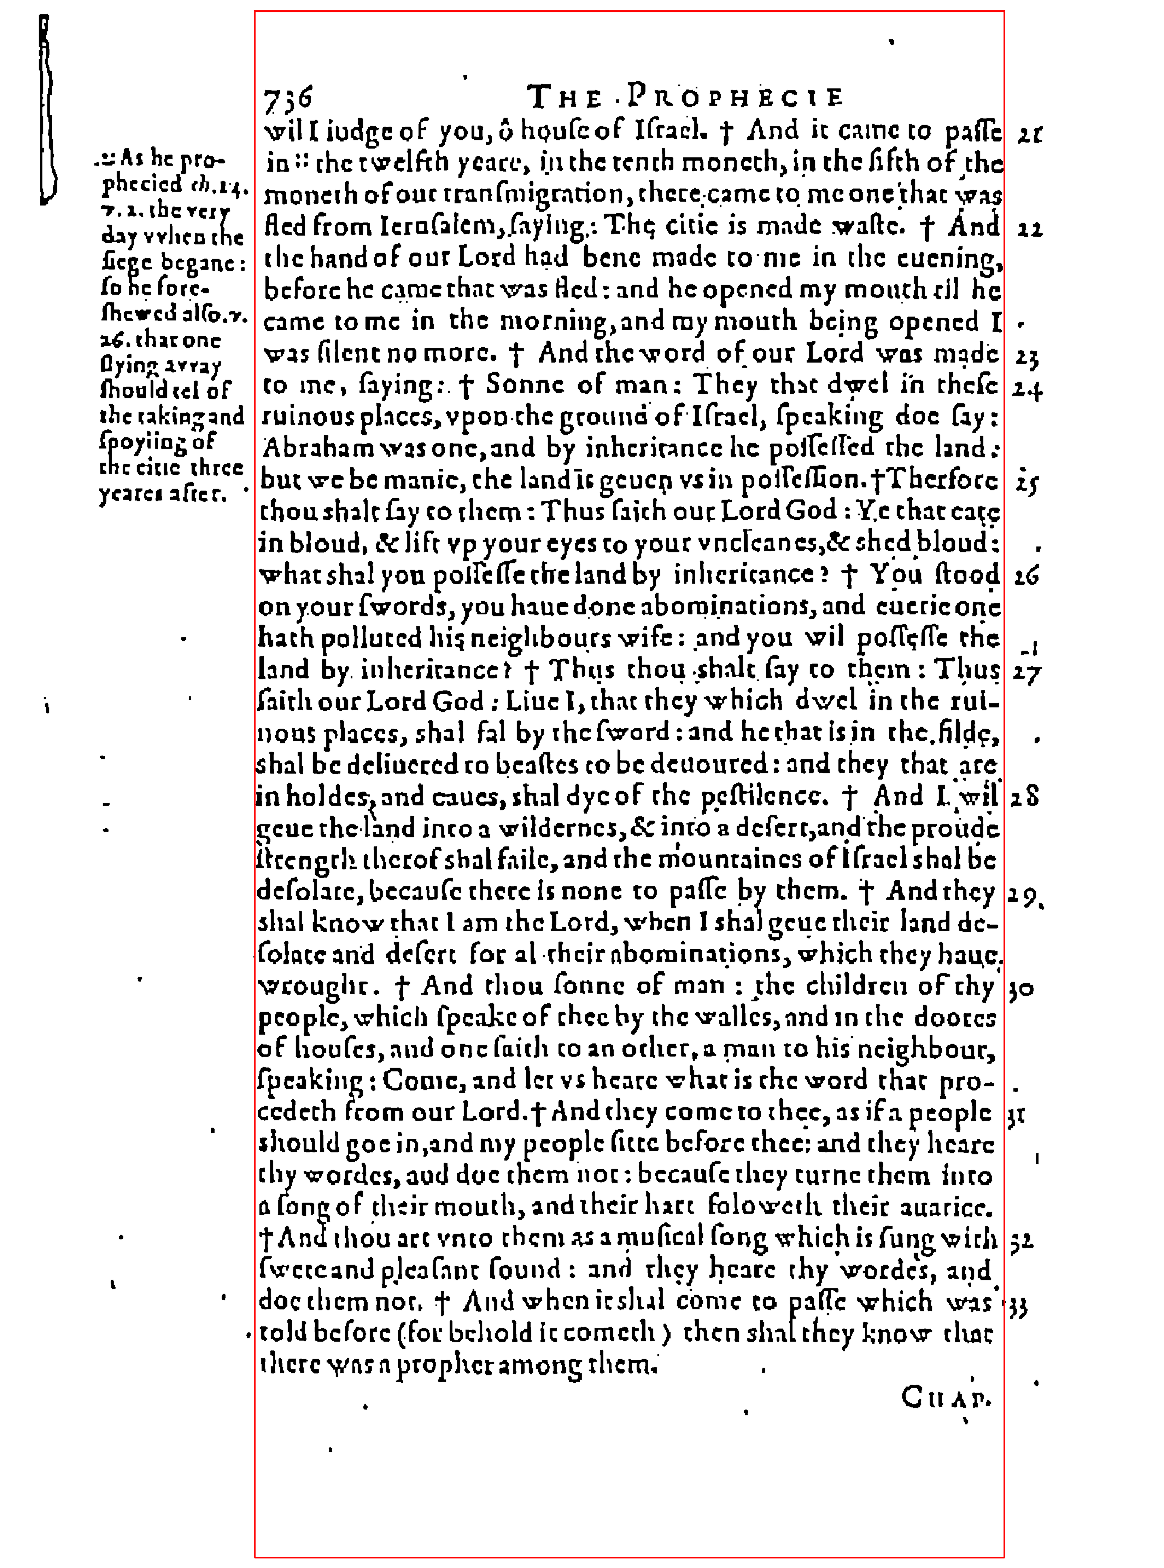 736 THE PROPHECIE
wil I iudge of you, ô houſe of Iſrael. † And it came to paſſe 21
in :: the twelfth yeare, in the tenth moneth, in the fifth of the
moneth of our tranſmigration, there came to me one that was
fled from Ieruſalem, ſaying: The citie is made waſte. † And 22
the hand of our Lord had bene made to me in the euening,
before he came that was fled: and he opened my mouth til he
came to me in the morning, and my mouth being opened I
was ſilent no more. † And the word of our Lord was made 23
to me, ſaying: † Sonne of man: They that dwel in theſe 24
ruinous places, vpon the ground of Iſrael, ſpeaking doe ſay:
Abraham was one, and by inheritance he poſſeſſed the land:
but we be manie, the land is geuen vs in poſſeſſion. † Therfore 25
thou shalt ſay to them: Thus ſaith our Lord God: Ye that eate
in bloud, & lift vp your eyes to your vncleanes, & shed bloud:
what shal you poſſeſſe the land by inheritance? † You ſtood 26
on your ſwords, you haue done abominations, and euerie one
hath polluted his neighbours wife: and you wil poſſeſſe the
land by inheritance? † Thus thou shalt ſay to them: Thus 27
ſaith our Lord God: Liue I, that they which dwel in the rui-
nous places, shal fal by the ſword: and he that is in the filde,
shal be deliuered to beaſtes to be deuoured: and they that are
in holdes, and caues, shal dye of the peſtilence. † And I wil 28
geue the land into a wildernes, & into a deſert, and the proude
ſtrength therof shal faile, and the mountaines of Iſrael shal be
deſolate, becauſe there is none to paſſe by them. † And they 29
shal know that I am the Lord, when I shal geue their land de-
ſolate and deſert for al their abominations, which they haue
wrought. † And thou ſonne of man: the children of thy 30
people, which ſpeake of thee by the walles, and in the doores
of houſes, and one ſaith to an other, a man to his neighbour,
ſpeaking: Come, and let vs heare what is the word that pro-
cedeth from our Lord. † And they come to thee, as if a people 31
should goe in, and my people ſitte before thee: and they heare
thy wordes, aud doe them not: becauſe they turne them into
a ſong of their mouth, and their hart foloweth their auarice.
† And thou art vnto them as a muſical ſong which is ſung with 32
ſwete and pleaſant ſound: and they heare thy wordes, and
doe them not. † And when it shal come to paſſe which was 33
told before (for behold it cometh) then shal they know that
there was a prophet among them.
CHAP.
:: As he pro-
phecied ch. 24.
v. 2. the very
day vvhen the
ſiege begane:
ſo he fore-
ſhewed alſo. v.
26. that one
flying avvay
ſhould tel of
the taking and
ſpoyling of
the citie three
yeares after.